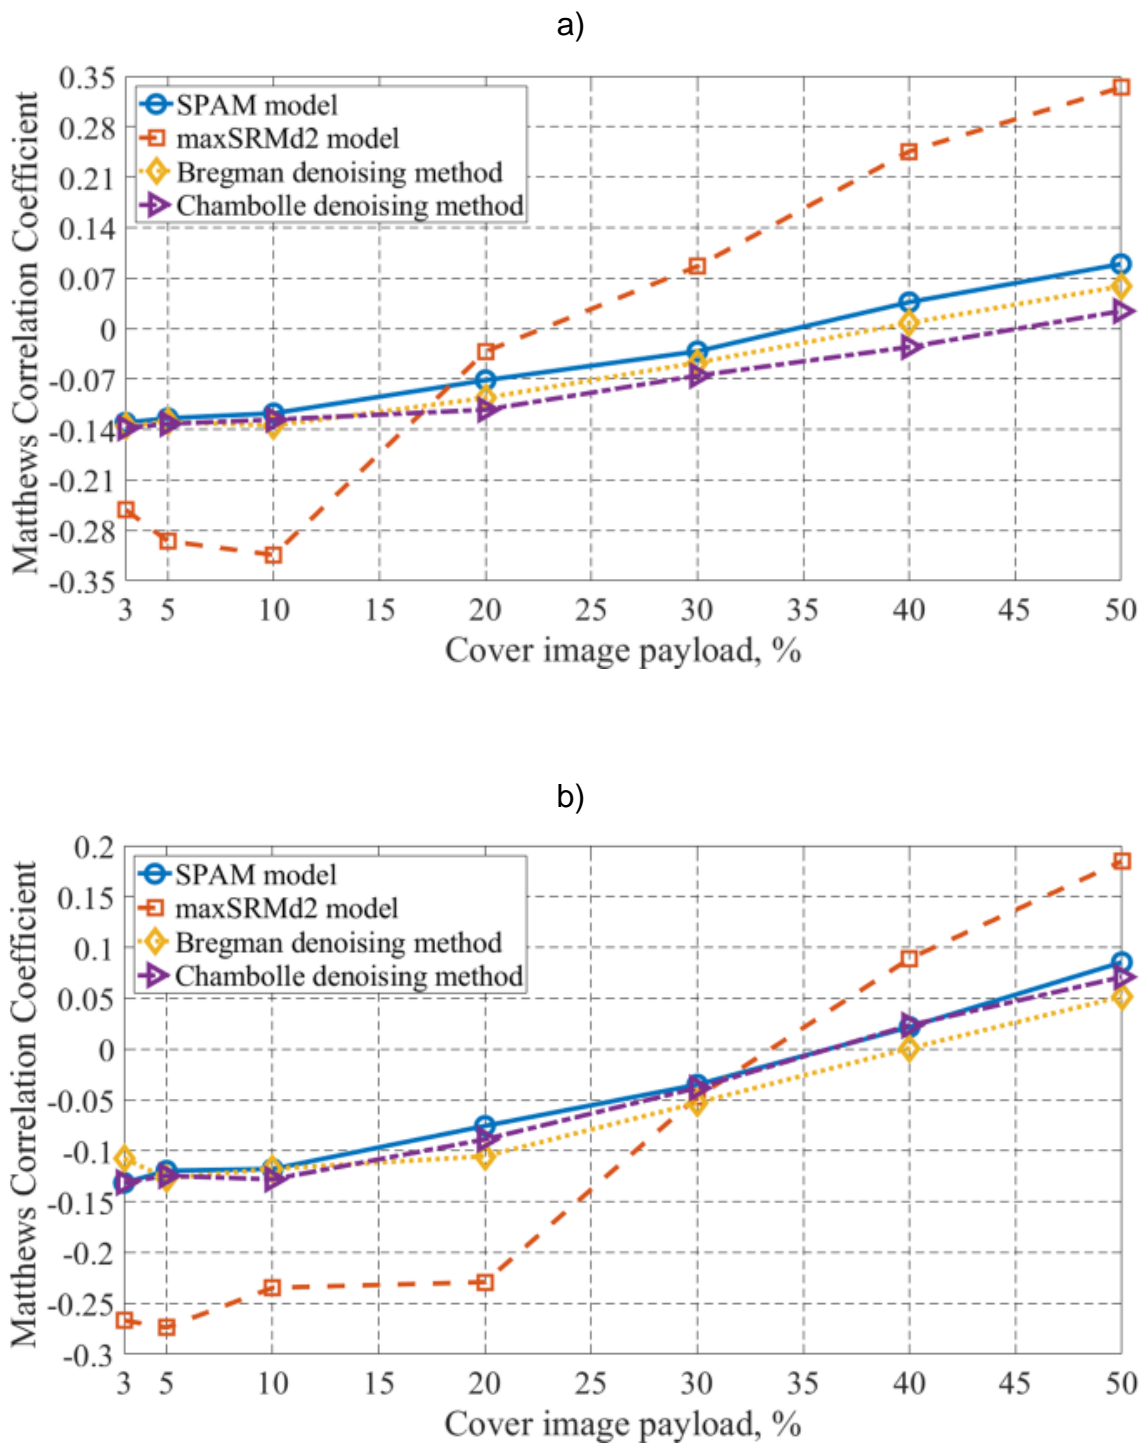 a)
0.35
0.28
0.21
0.14
0.07
0
-0.07
-0.14
-0.21
-0.28
-0.35
Matthews Correlation Coefficient
SPAM model
maxSRMd2 model
Bregman denoising method
Chambolle denoising method
3 5 10 15 20 25 30 35 40 45 50
Cover image payload, %
b)
0.2
0.15
0.1
0.05
0
-0.05
-0.1
-0.15
-0.2
-0.25
-0.3
Matthews Correlation Coefficient
SPAM model
maxSRMd2 model
Bregman denoising method
Chambolle denoising method
3 5 10 15 20 25 30 35 40 45 50
Cover image payload, %